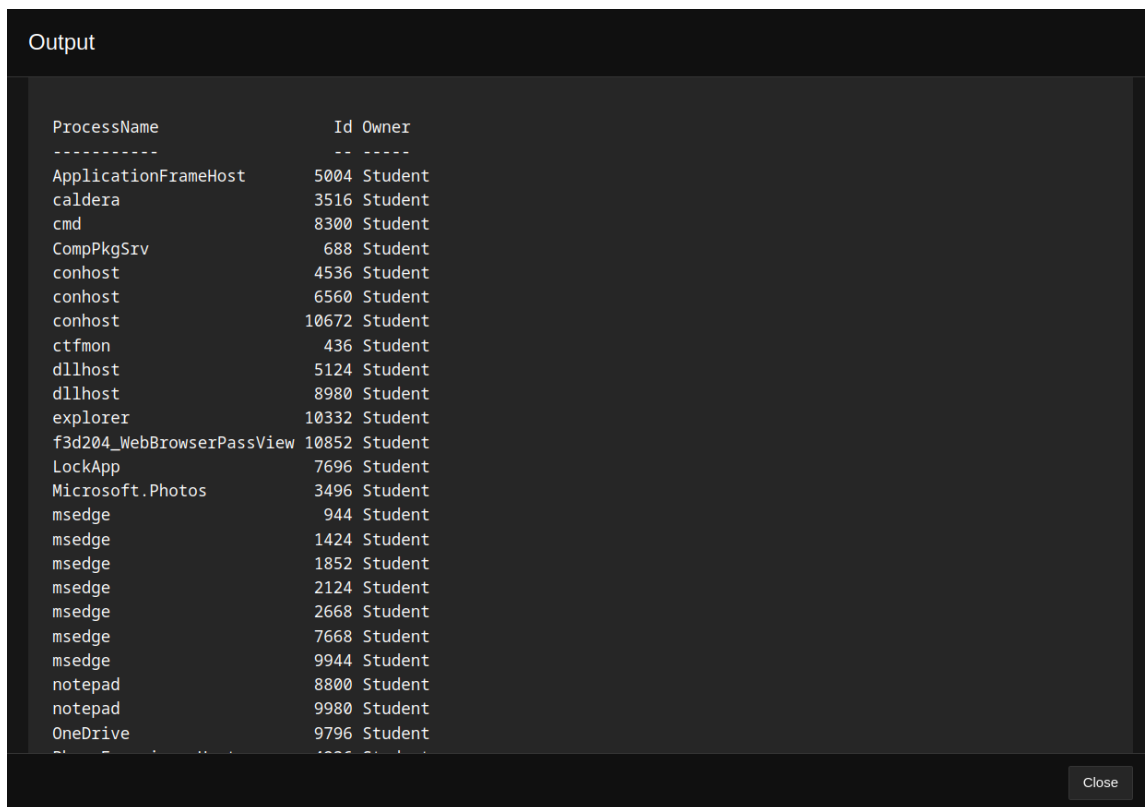 Output
ProcessName Id Owner
----------- -- -----
ApplicationFrameHost 5004 Student
caldera 3516 Student
cmd 8300 Student
CompPkgSrv 688 Student
conhost 4536 Student
conhost 6560 Student
conhost 10672 Student
ctfmon 436 Student
dllhost 5124 Student
dllhost 8980 Student
explorer 10332 Student
f3d204_WebBrowserPassView 10852 Student
LockApp 7696 Student
Microsoft.Photos 3496 Student
msedge 944 Student
msedge 1424 Student
msedge 1852 Student
msedge 2124 Student
msedge 2668 Student
msedge 7668 Student
msedge 9944 Student
notepad 8800 Student
notepad 9980 Student
OneDrive 9796 Student
Close